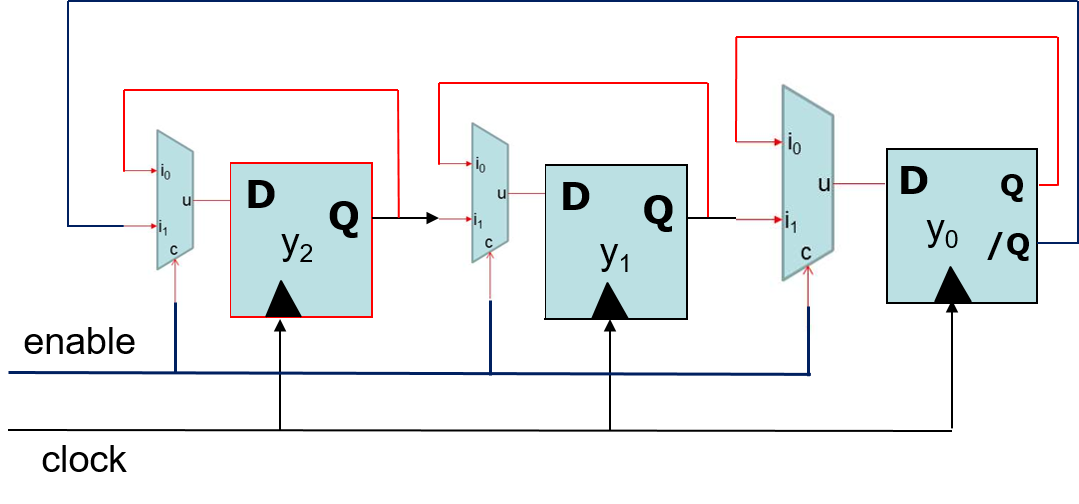 i₀
u
i₁
c
D
Q
y₂
i₀
u
i₁
c
D
Q
y₁
i₀
u
i₁
c
D
Q
y₀
/Q
enable
clock